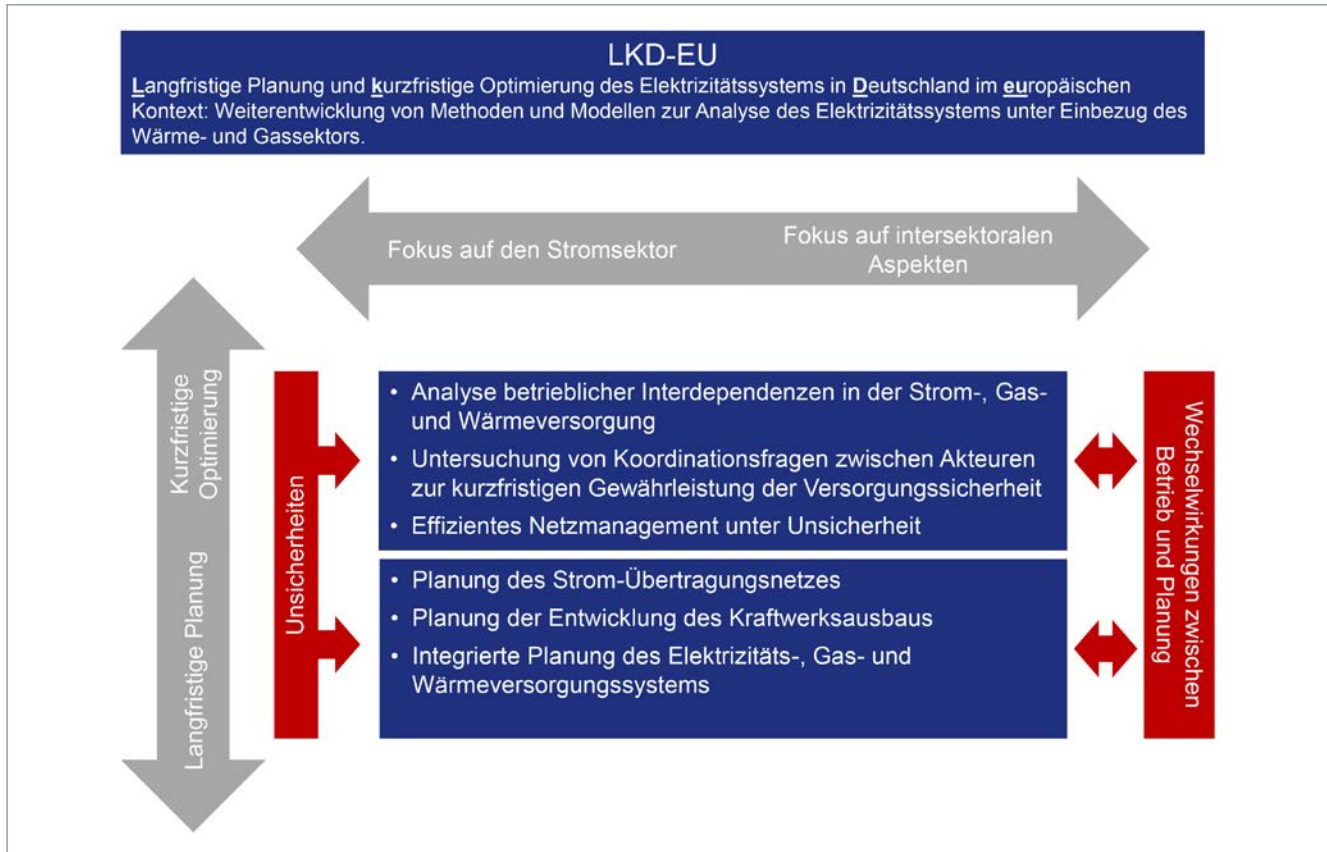 LKD-EU
Langfristige Planung und kurzfristige Optimierung des Elektrizitätssystems in Deutschland im europäischen
Kontext: Weiterentwicklung von Methoden und Modellen zur Analyse des Elektrizitätssystems unter Einbezug des
Wärme- und Gassektors.
Fokus auf den Stromsektor
Fokus auf intersektoralen
Aspekten
Kurzfristige
Optimierung
Langfristige Planung
Unsicherheiten
• Analyse betrieblicher Interdependenzen in der Strom-, Gas-
und Wärmeversorgung
• Untersuchung von Koordinationsfragen zwischen Akteuren
zur kurzfristigen Gewährleistung der Versorgungssicherheit
• Effizientes Netzmanagement unter Unsicherheit
• Planung des Strom-Übertragungsnetzes
• Planung der Entwicklung des Kraftwerksausbaus
• Integrierte Planung des Elektrizitäts-, Gas- und
Wärmeversorgungssystems
Wechselwirkungen zwischen
Betrieb und Planung